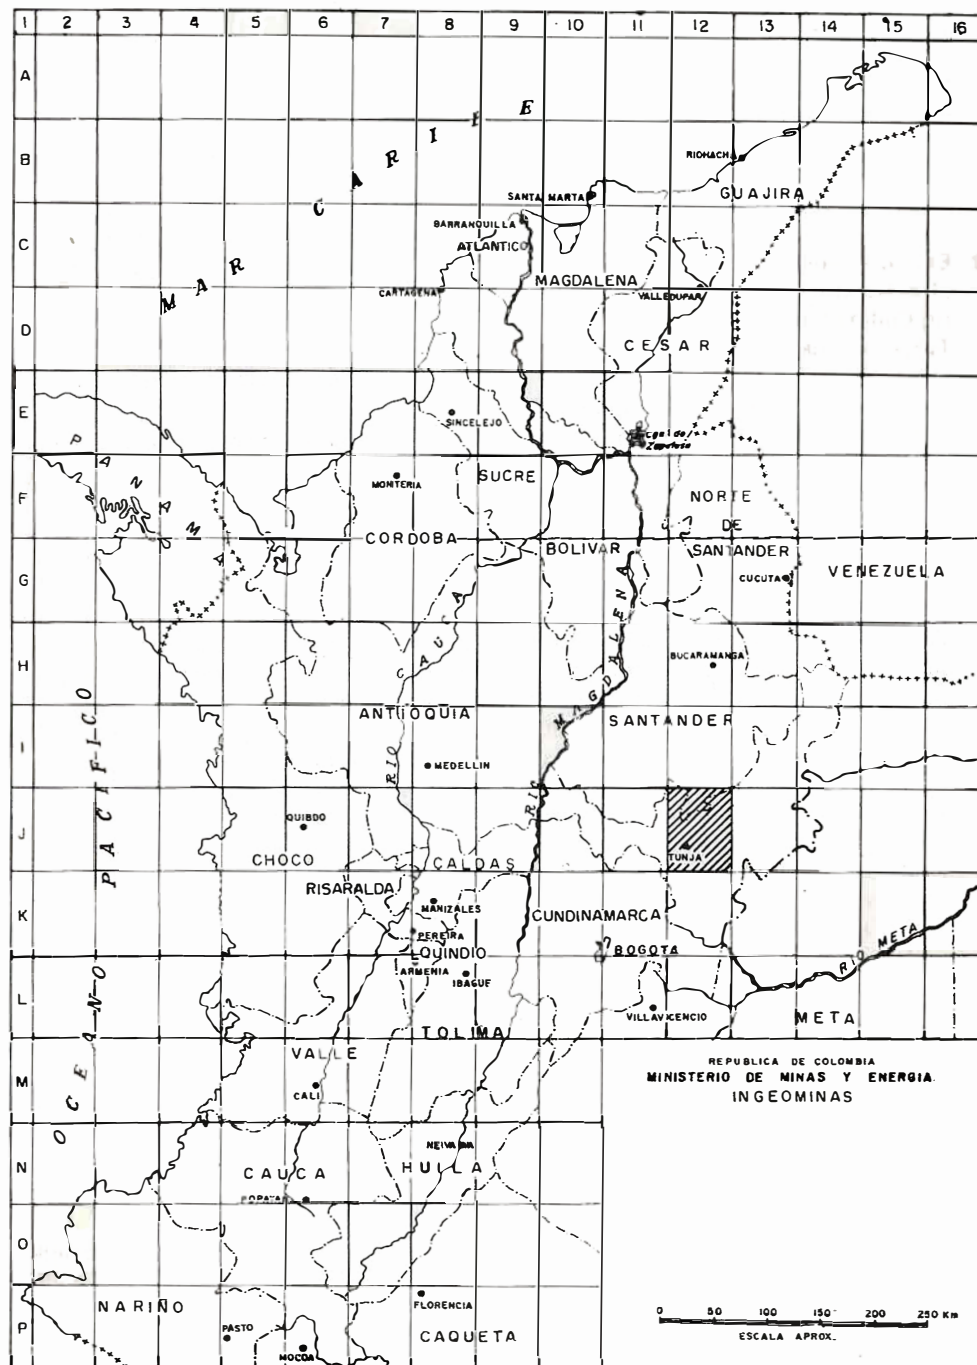 1 2 3 4 5 6 7 8 9 10 11 12 13 14 15 16
A
B
C
D
E
F
G
H
I
J
K
L
M
N
O
P
MAR CARIBE
RIOHACHA
GUAJIRA
SANTA MARTA
BARRANQUILLA
ATLANTICO
MAGDALENA
CARTAGENA
VALLEDUPAR
CESAR
SINCELEJO
Zapatosa
PANAMA
SUCRE
MONTERIA
NORTE
DE
SANTANDER
CORDOBA
BOLIVAR
CUCUTA
VENEZUELA
BUCARAMANGA
RIO CAUCA
RIO MAGDALENA
ANTIOQUIA
SANTANDER
MEDELLIN
OCEANO PACIFICO
QUIBDO
CHOCO
CALDAS
TUNJA
RISARALDA
MANIZALES
CUNDINAMARCA
PEREIRA
QUINDIO
BOGOTA
RIO META
ARMENIA
IBAGUE
VILLAVICENCIO
META
TOLIMA
VALLE
CALI
REPUBLICA DE COLOMBIA
MINISTERIO DE MINAS Y ENERGIA.
INGEOMINAS
NEIVA
HUILA
CAUCA
POPAYAN
NARIÑO
PASTO
MOCOA
FLORENCIA
CAQUETA
0 50 100 150 200 250 Km
ESCALA APROX.